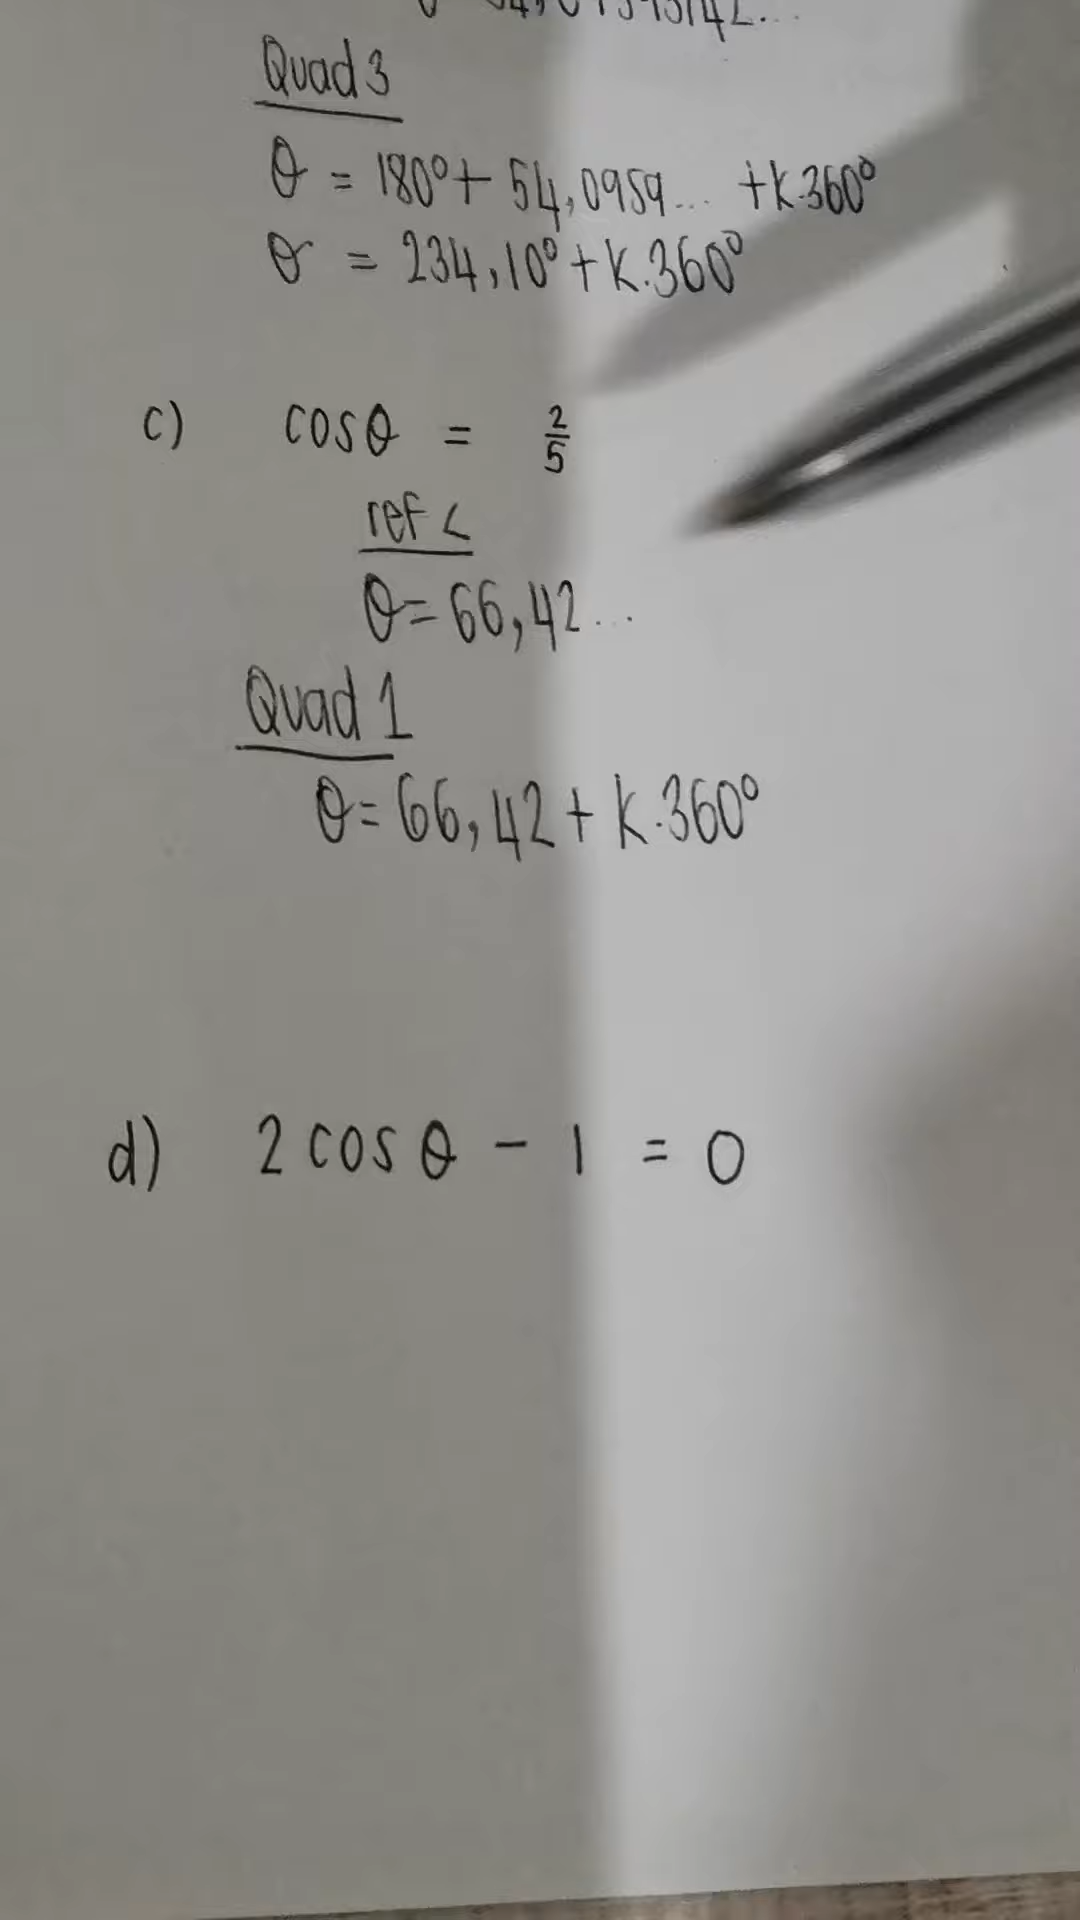 Quad 3
θ = 180° + 54,0959... + k.360°
θ = 234,10° + k.360°
c) cosθ = 2/5
ref <
θ = 66,42...
Quad 1
θ = 66,42 + k.360°
d) 2 cos θ - 1 = 0